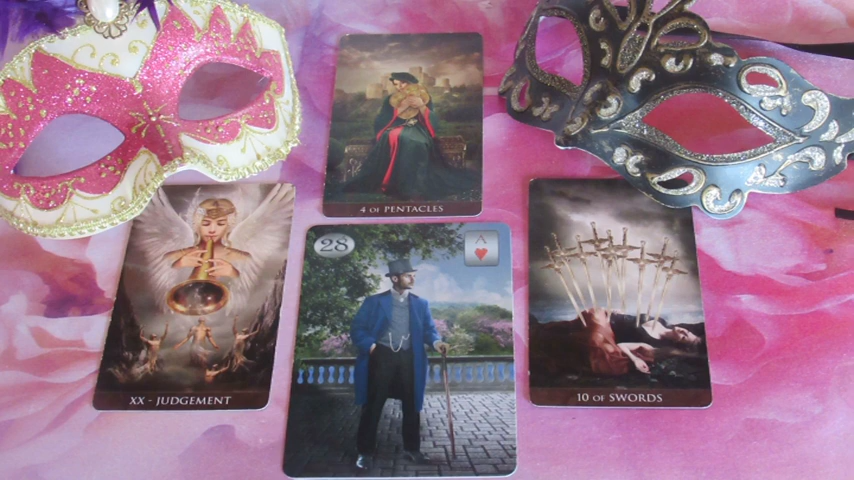 4 OF PENTACLES
28
A
XX - JUDGEMENT
10 OF SWORDS